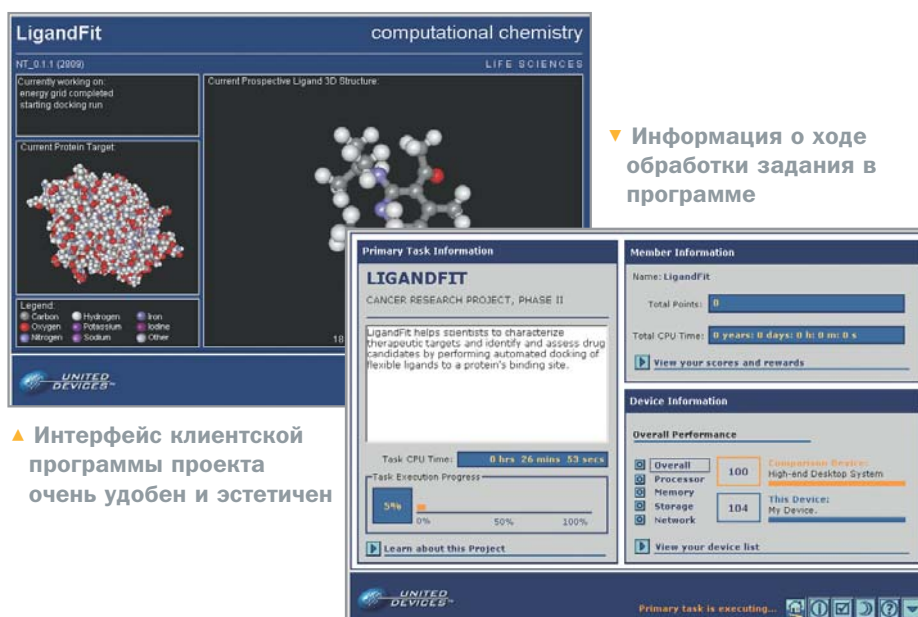 LigandFit
computational chemistry
NT_0.1.1 (2809)
LIFE SCIENCES
Currently working on:
energy grid completed
starting docking run
Current Protein Target:
Current Prospective Ligand 3D Structure:
Legend:
Carbon Hydrogen Iron
Oxygen Potassium Iodine
Nitrogen Sodium Other
18
UNITED
DEVICES™
▼ Информация о ходе
обработки задания в
программе
▲ Интерфейс клиентской
программы проекта
очень удобен и эстетичен
Primary Task Information
LIGANDFIT
CANCER RESEARCH PROJECT, PHASE II
LigandFit helps scientists to characterize
therapeutic targets and identify and assess drug
candidates by performing automated docking of
flexible ligands to a protein's binding site.
Task CPU Time: 0 hrs 26 mins 53 secs
Task Execution Progress
5%
0% 50% 100%
Learn about this Project
Member Information
Name: LigandFit
Total Points: 0
Total CPU Time: 0 years: 0 days: 0 h: 0 m: 0 s
View your scores and rewards
Device Information
Overall Performance
Overall
Processor
Memory
Storage
Network
100
Comparison Device:
High-end Desktop System
104
This Device:
My Device.
View your device list
UNITED
DEVICES™
Primary task is executing...